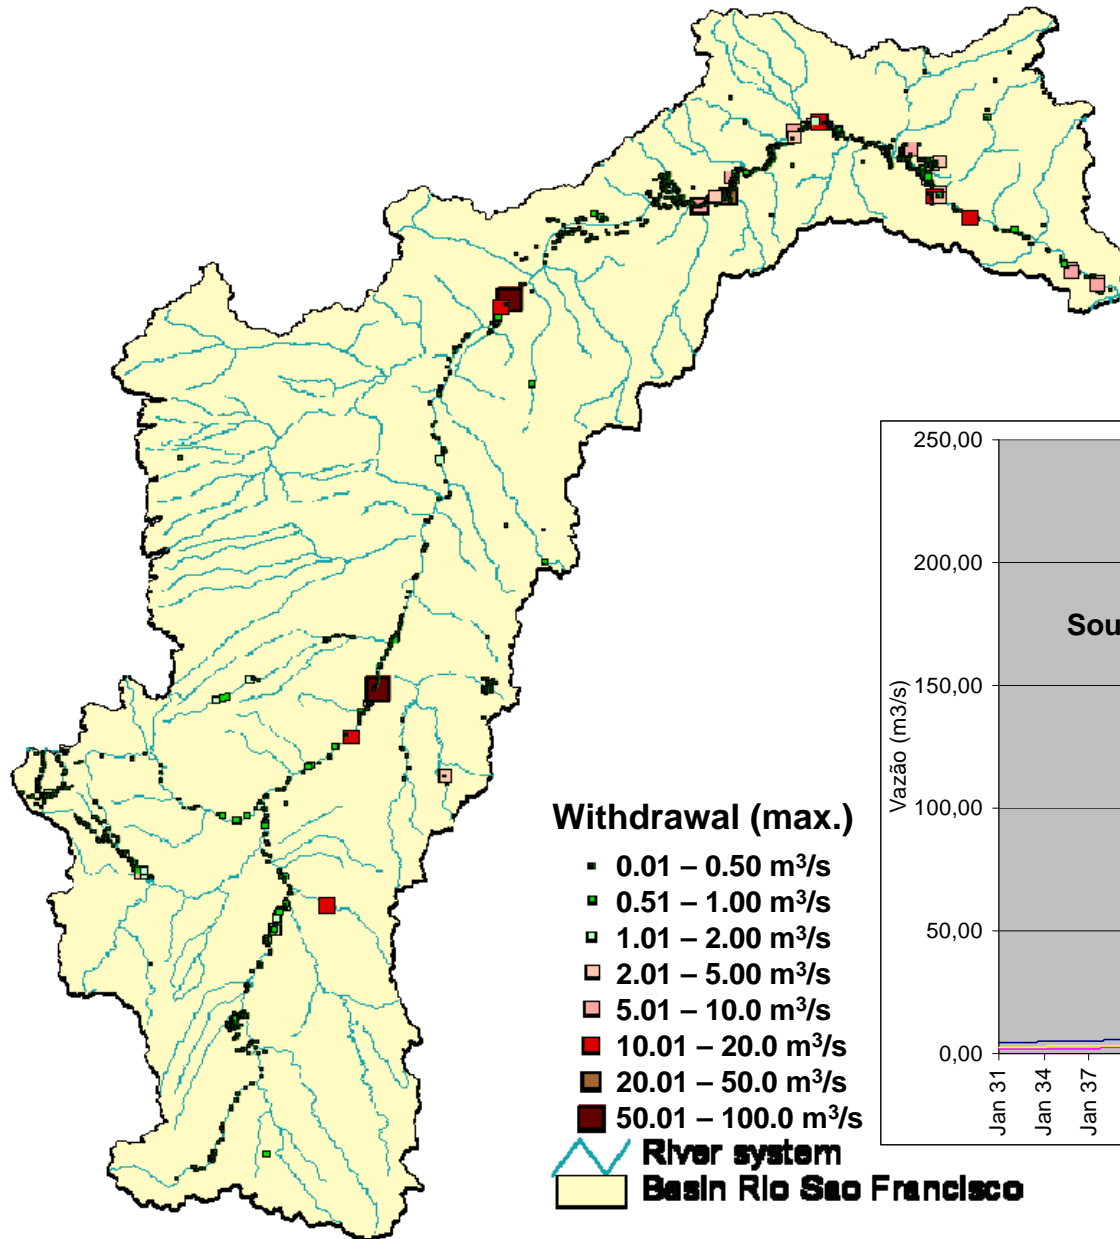 Withdrawal (max.)
0.01 – 0.50 m³/s
0.51 – 1.00 m³/s
1.01 – 2.00 m³/s
2.01 – 5.00 m³/s
5.01 – 10.0 m³/s
10.01 – 20.0 m³/s
20.01 – 50.0 m³/s
50.01 – 100.0 m³/s
River system
Basin Rio Sao Francisco
250,00
200,00
150,00
100,00
50,00
0,00
Vazão (m3/s)
Sou
Jan 31
Jan 34
Jan 37